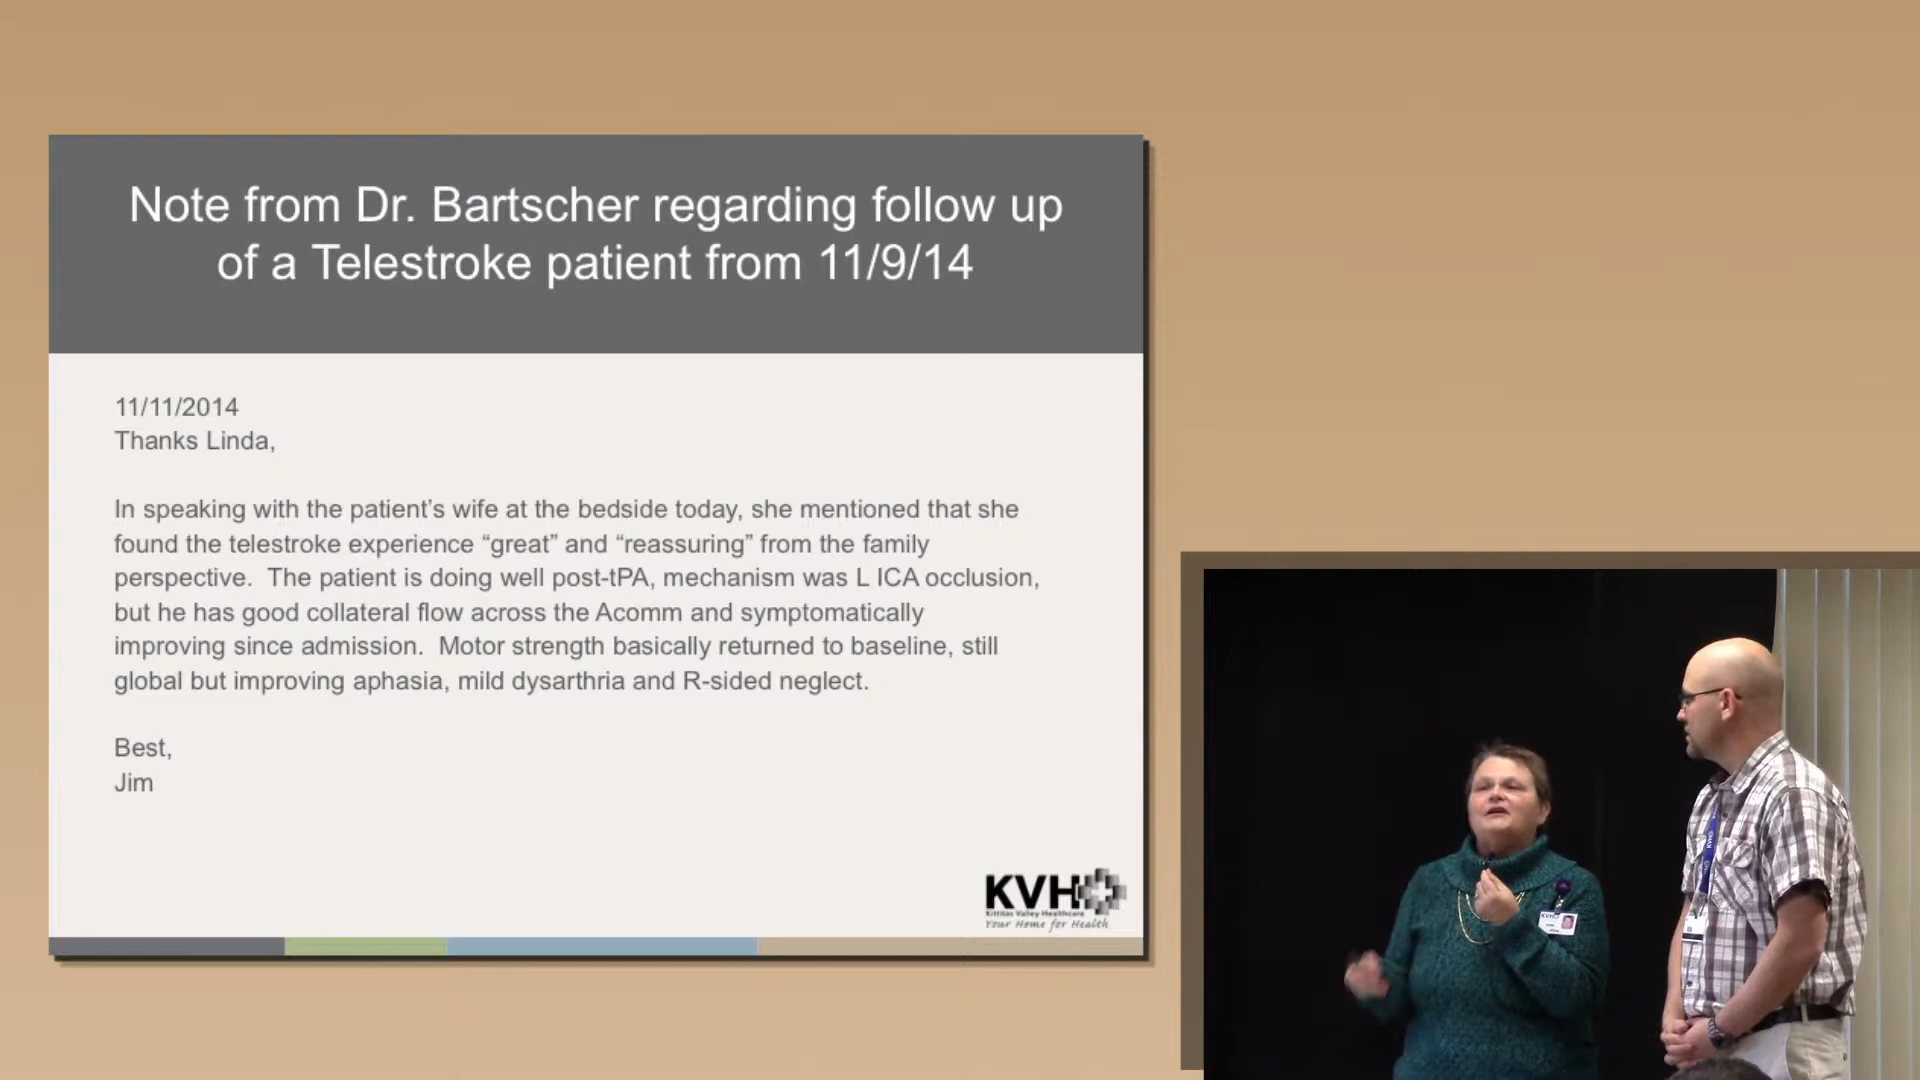 Note from Dr. Bartscher regarding follow up
of a Telestroke patient from 11/9/14
11/11/2014
Thanks Linda,
In speaking with the patient’s wife at the bedside today, she mentioned that she
found the telestroke experience “great” and “reassuring” from the family
perspective.  The patient is doing well post-tPA, mechanism was L ICA occlusion,
but he has good collateral flow across the Acomm and symptomatically
improving since admission.  Motor strength basically returned to baseline, still
global but improving aphasia, mild dysarthria and R-sided neglect.
Best,
Jim
KVH
Kittitas Valley Healthcare
Your Home for Health
KVH
KVH